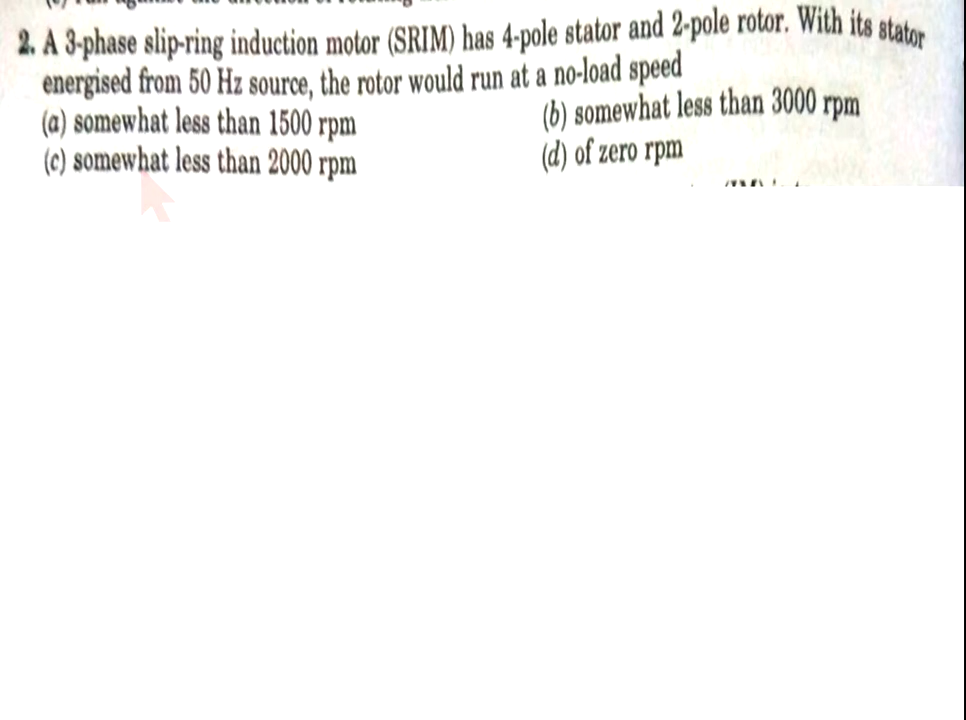 2. A 3-phase slip-ring induction motor (SRIM) has 4-pole stator and 2-pole rotor. With its stator
energised from 50 Hz source, the rotor would run at a no-load speed
(a) somewhat less than 1500 rpm
(b) somewhat less than 3000 rpm
(c) somewhat less than 2000 rpm
(d) of zero rpm